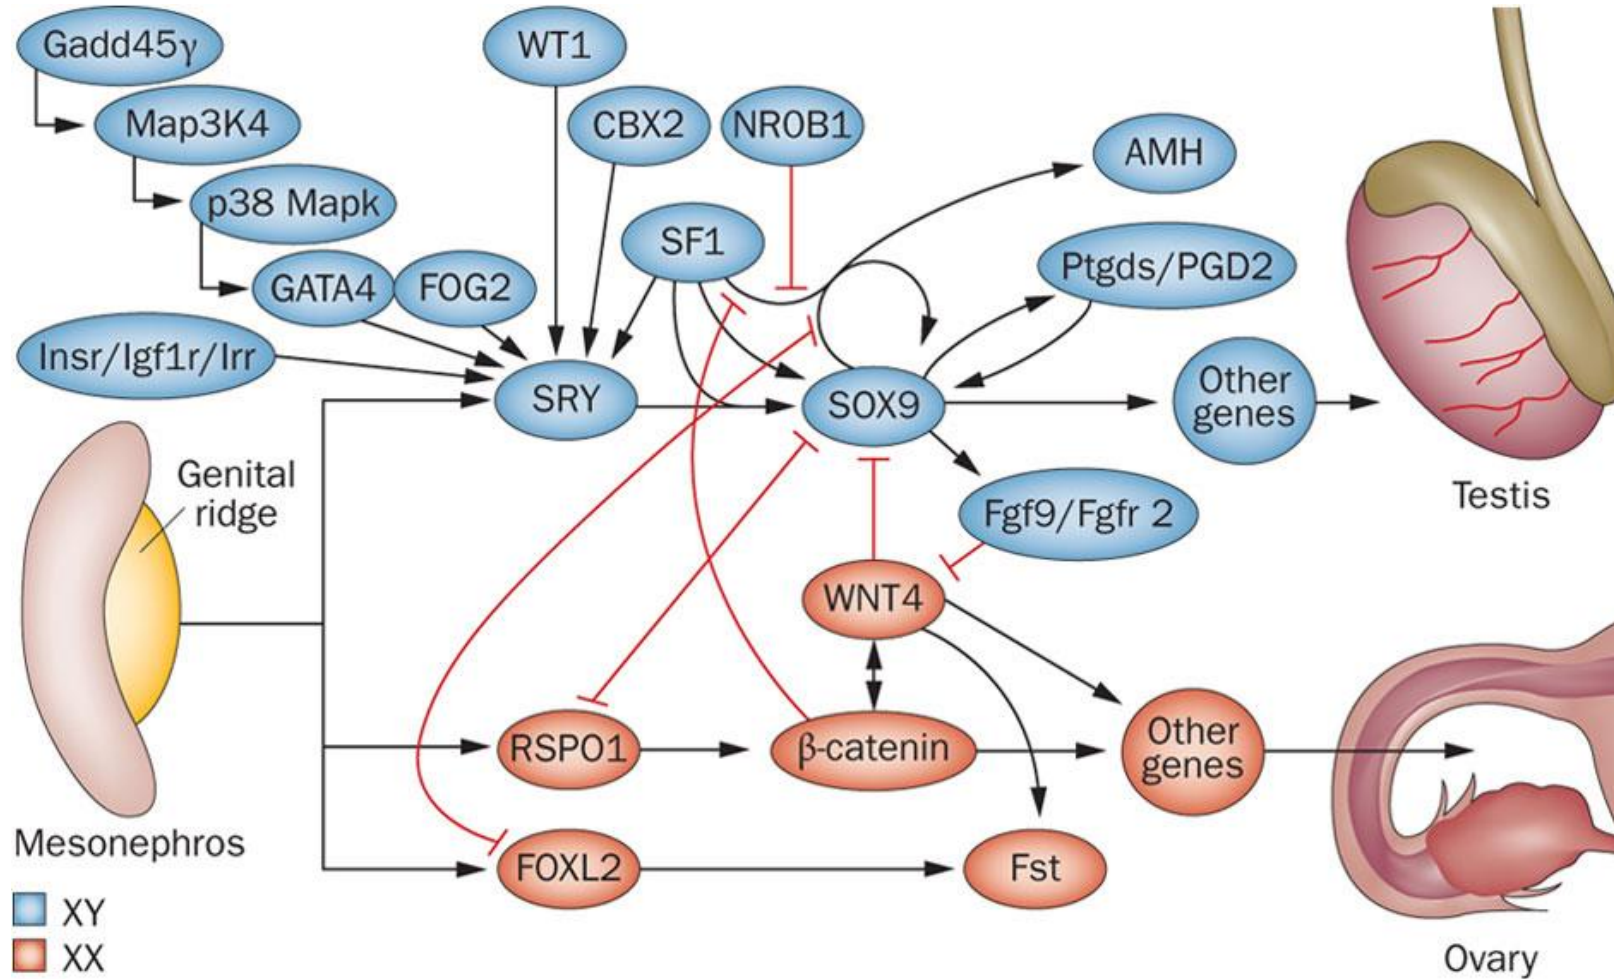 Gadd45γ
WT1
Map3K4
CBX2
NR0B1
AMH
p38 Mapk
SF1
Ptgds/PGD2
GATA4
FOG2
Insr/Igf1r/Irr
SRY
SOX9
Other
genes
Genital
ridge
Testis
Fgf9/Fgfr 2
WNT4
RSPO1
β-catenin
Other
genes
Mesonephros
FOXL2
Fst
XY
XX
Ovary